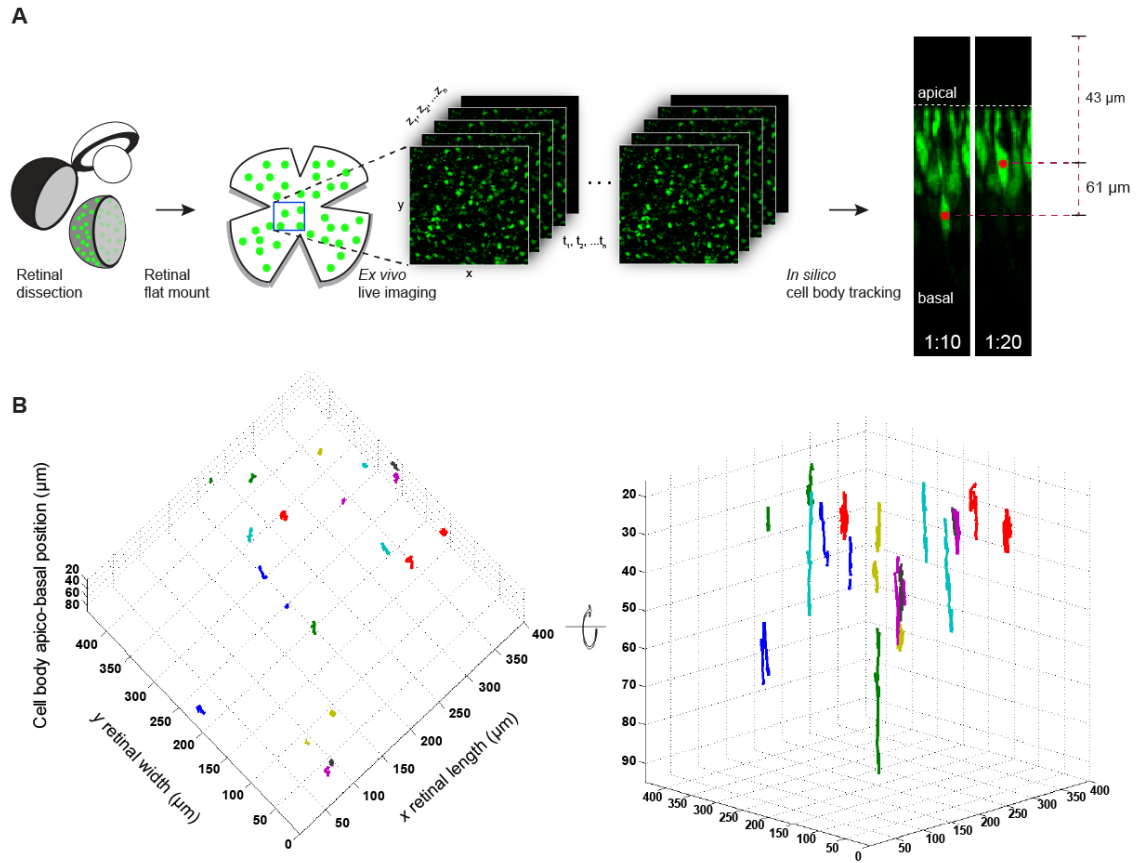 A
Retinal
dissection
Retinal
flat mount
Ex vivo
live imaging
z1, z2, ...zn
y
x
. . .
t1, t2, ...tn
In silico
cell body tracking
apical
basal
1:10
1:20
43 µm
61 µm
B
Cell body apico-basal position (µm)
20
40
60
80
400
350
300
250
200
150
100
50
0
y retinal width (µm)
50
100
150
200
250
300
350
400
x retinal length (µm)
20
30
40
50
60
70
80
90
400
350
300
250
200
150
100
50
0
50
100
150
200
250
300
350
400